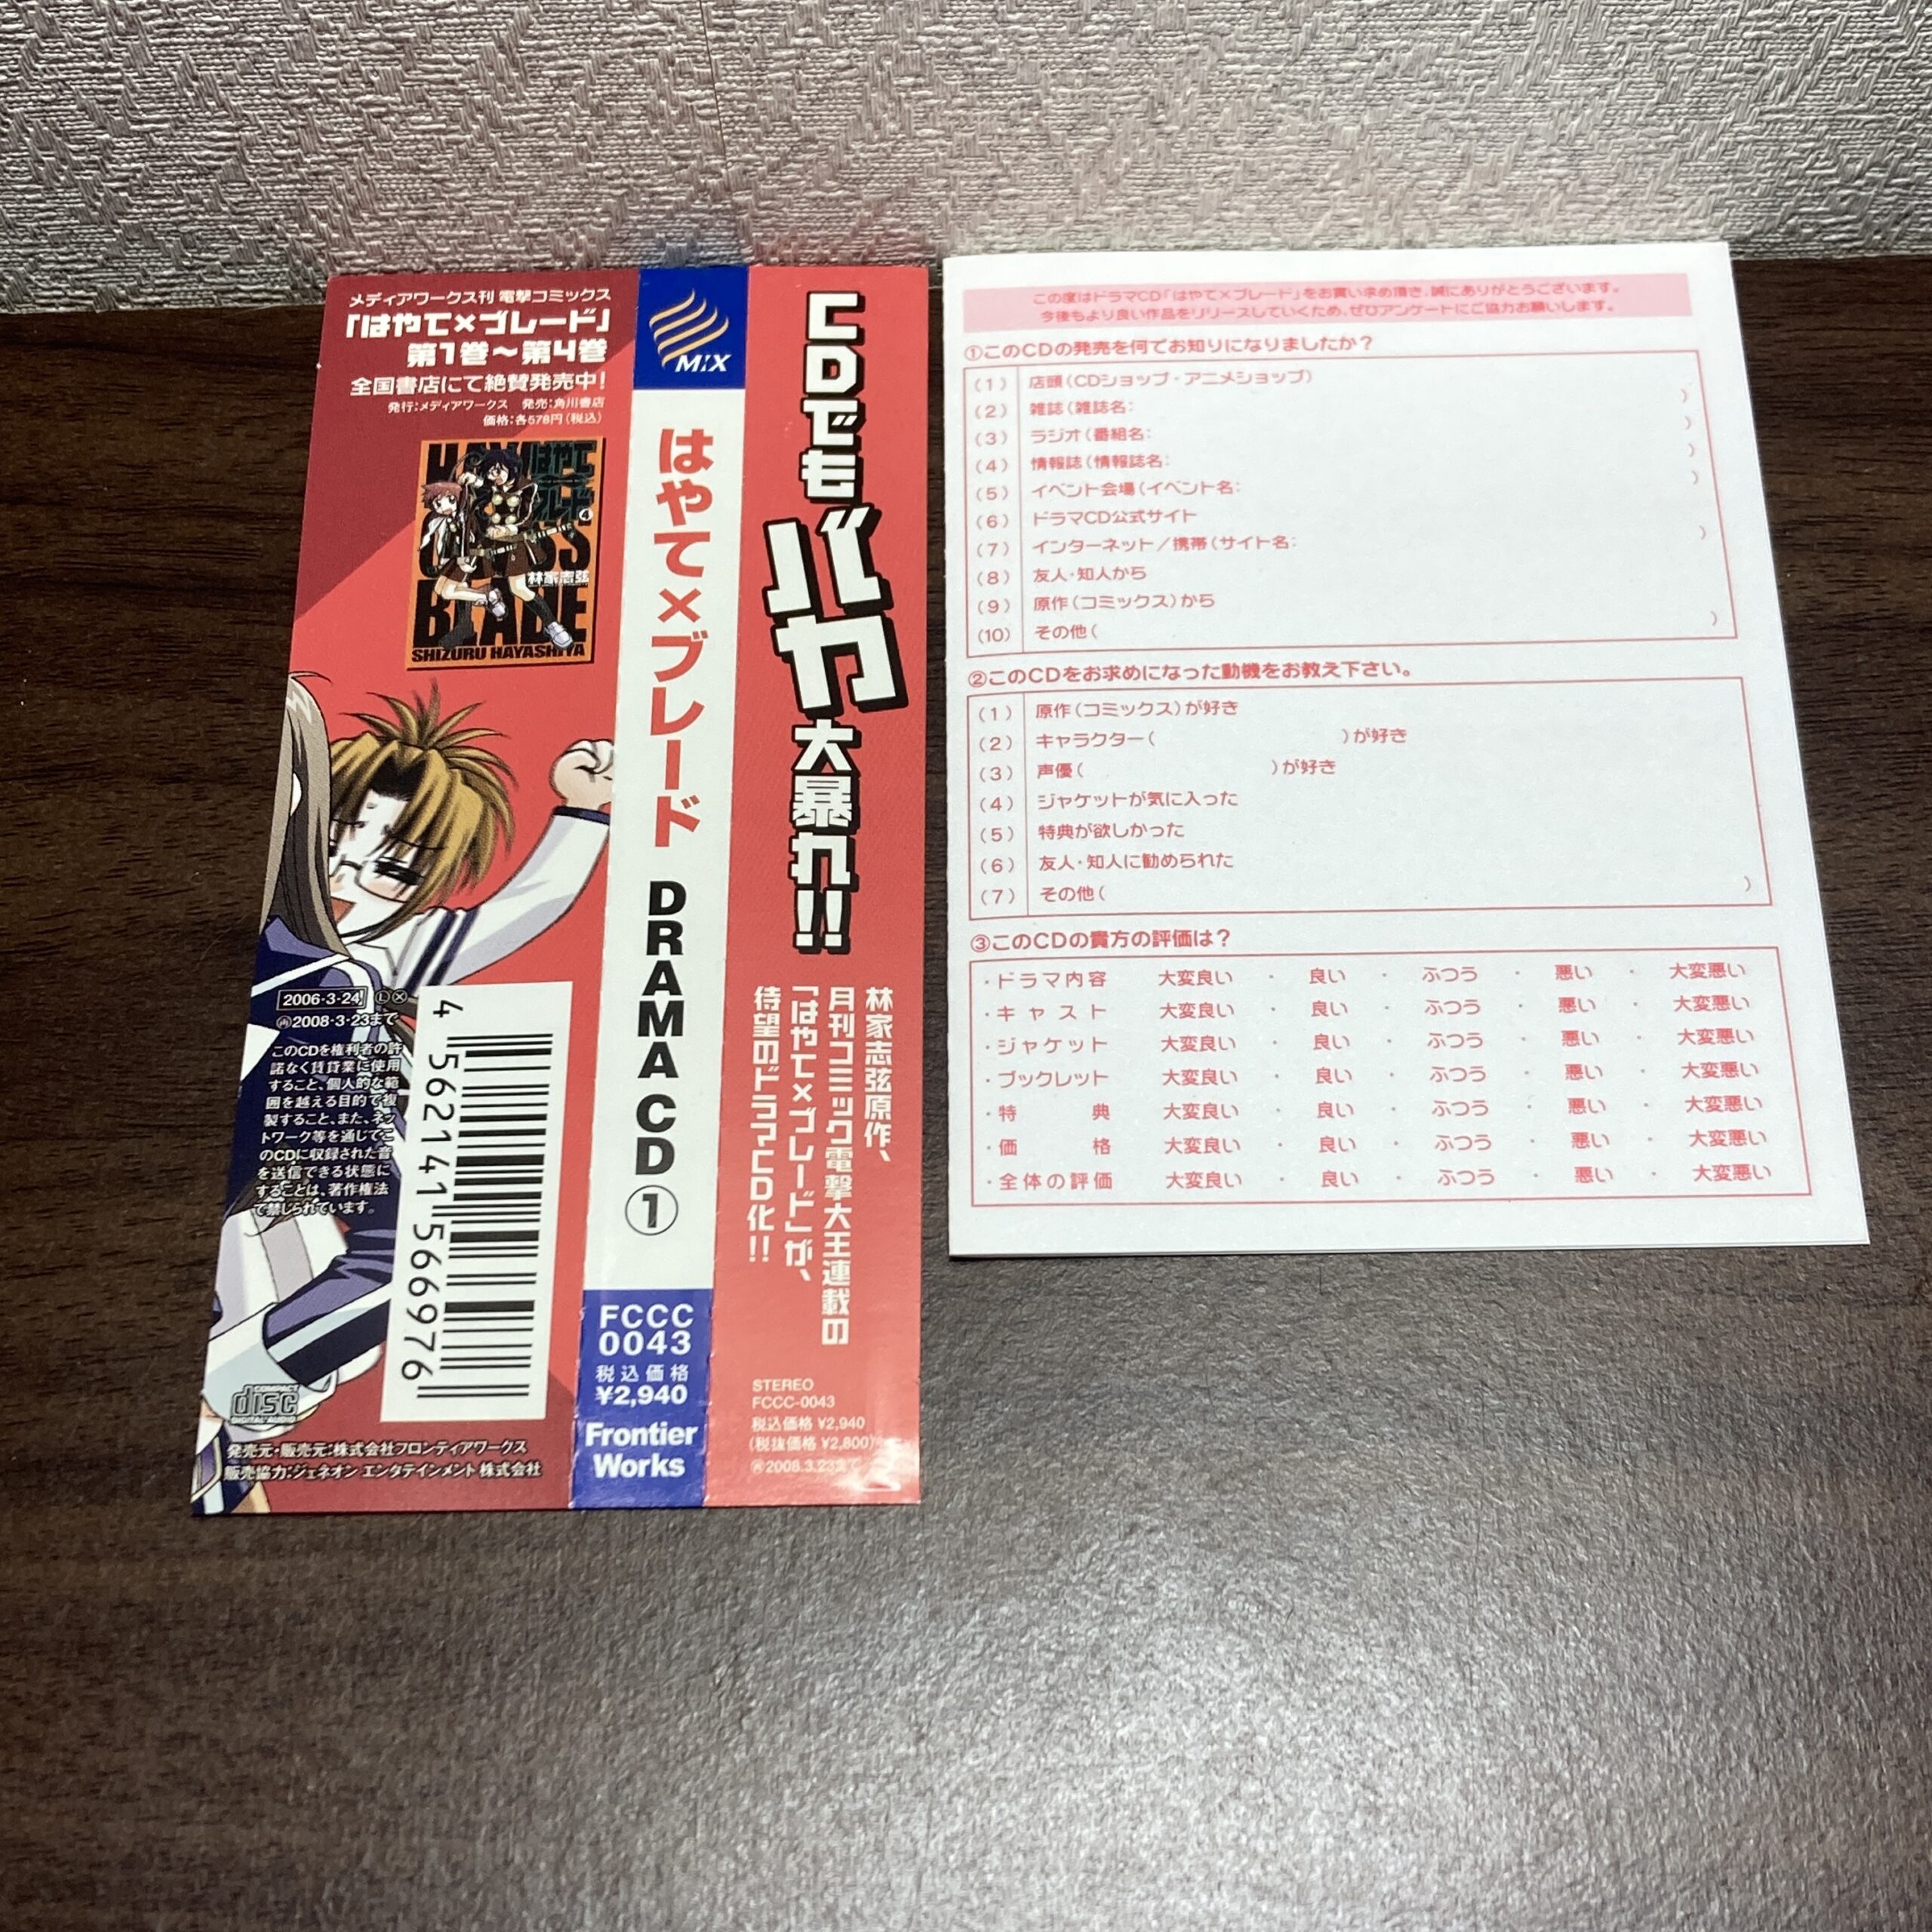 メディアワークス刊 電撃コミックス
「はやて×ブレード」
第1巻～第4巻
全国書店にて絶賛発売中!
発行:メディアワークス 発売:角川書店
価格:各578円(税込)
はやて
ブレード
4
林家志弦
BLADE
SHIZURU HAYASHIYA
2006・3・24 L X
再2008・3・23まで
このCDを権利者の許
諾なく賃貸業に使用
すること、個人的な範
囲を越える目的で複
製すること、また、ネッ
トワーク等を通じてこ
のCDに収録された音
を送信できる状態に
することは、著作権法
で禁じられています。
4 562141 566976
COMPACT
disc
DIGITAL AUDIO
発売元・販売元:株式会社フロンティアワークス
販売協力:ジェネオン エンタテインメント 株式会社
M!X
はやて×ブレード DRAMA CD ①
FCCC
0043
税込価格
¥2,940
Frontier
Works
CDでもバカ大暴れ!!
林家志弦原作、
月刊コミック電撃大王連載の
「はやて×ブレード」が、
待望のドラマCD化!!
STEREO
FCCC-0043
税込価格 ¥2,940
(税抜価格 ¥2,800)
再2008.3.23まで
この度はドラマCD「はやて×ブレード」をお買い求め頂き、誠にありがとうございます。
今後もより良い作品をリリースしていくため、ぜひアンケートにご協力お願いします。
①このCDの発売を何でお知りになりましたか?
(1) 店頭(CDショップ・アニメショップ)
(2) 雑誌(雑誌名: )
(3) ラジオ(番組名: )
(4) 情報誌(情報誌名: )
(5) イベント会場(イベント名: )
(6) ドラマCD公式サイト
(7) インターネット/携帯(サイト名: )
(8) 友人・知人から
(9) 原作(コミックス)から
(10) その他( )
②このCDをお求めになった動機をお教え下さい。
(1) 原作(コミックス)が好き
(2) キャラクター( )が好き
(3) 声優( )が好き
(4) ジャケットが気に入った
(5) 特典が欲しかった
(6) 友人・知人に勧められた
(7) その他( )
③このCDの貴方の評価は?
・ドラマ内容 大変良い ・ 良い ・ ふつう ・ 悪い ・ 大変悪い
・キャスト 大変良い ・ 良い ・ ふつう ・ 悪い ・ 大変悪い
・ジャケット 大変良い ・ 良い ・ ふつう ・ 悪い ・ 大変悪い
・ブックレット 大変良い ・ 良い ・ ふつう ・ 悪い ・ 大変悪い
・特典 大変良い ・ 良い ・ ふつう ・ 悪い ・ 大変悪い
・価格 大変良い ・ 良い ・ ふつう ・ 悪い ・ 大変悪い
・全体の評価 大変良い ・ 良い ・ ふつう ・ 悪い ・ 大変悪い